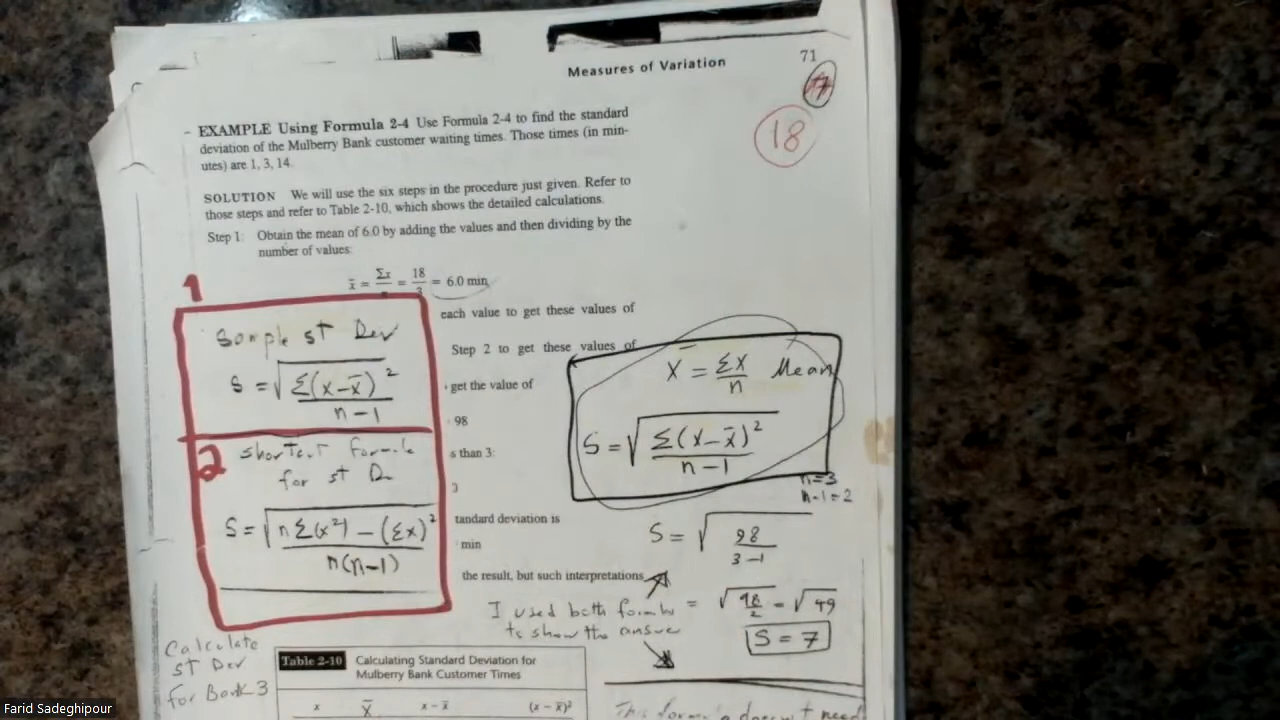 Measures of Variation
71
18
EXAMPLE Using Formula 2-4 Use Formula 2-4 to find the standard
deviation of the Mulberry Bank customer waiting times. Those times (in min-
utes) are 1, 3, 14.
SOLUTION We will use the six steps in the procedure just given. Refer to
those steps and refer to Table 2-10, which shows the detailed calculations.
Step 1: Obtain the mean of 6.0 by adding the values and then dividing by the
number of values:
x̄ = Σx = 18/3 = 6.0 min
1
Sample st Dev
S = √(Σ(x-x̄)²/(n-1))
2
for st
S = √((nΣ(x²) - (Σx)²)/(n(n-1)))
each value to get these values of
Step 2 to get these values of
get the value of
98
s than 3:
tandard deviation is
min
the result, but such interpretations
X̄ = Σx/n Mean
S = √(Σ(x-x̄)²/(n-1))
n=3
n-1=2
S = √(98/(3-1))
= √(98/2) = √49
S = 7
I used both
to show the answer
Calculate
st Dev
for Bank 3
Table 2-10 Calculating Standard Deviation for
Mulberry Bank Customer Times
x x̄ x - x̄ (x - x̄)²
This formula doesn't need
Farid Sadeghipour